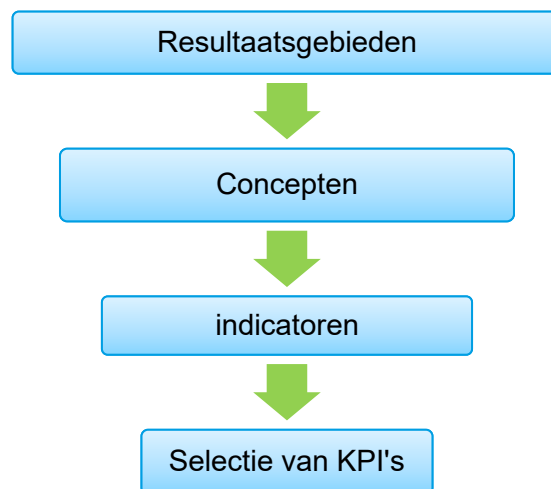 Resultaatsgebieden
Concepten
indicatoren
Selectie van KPI's